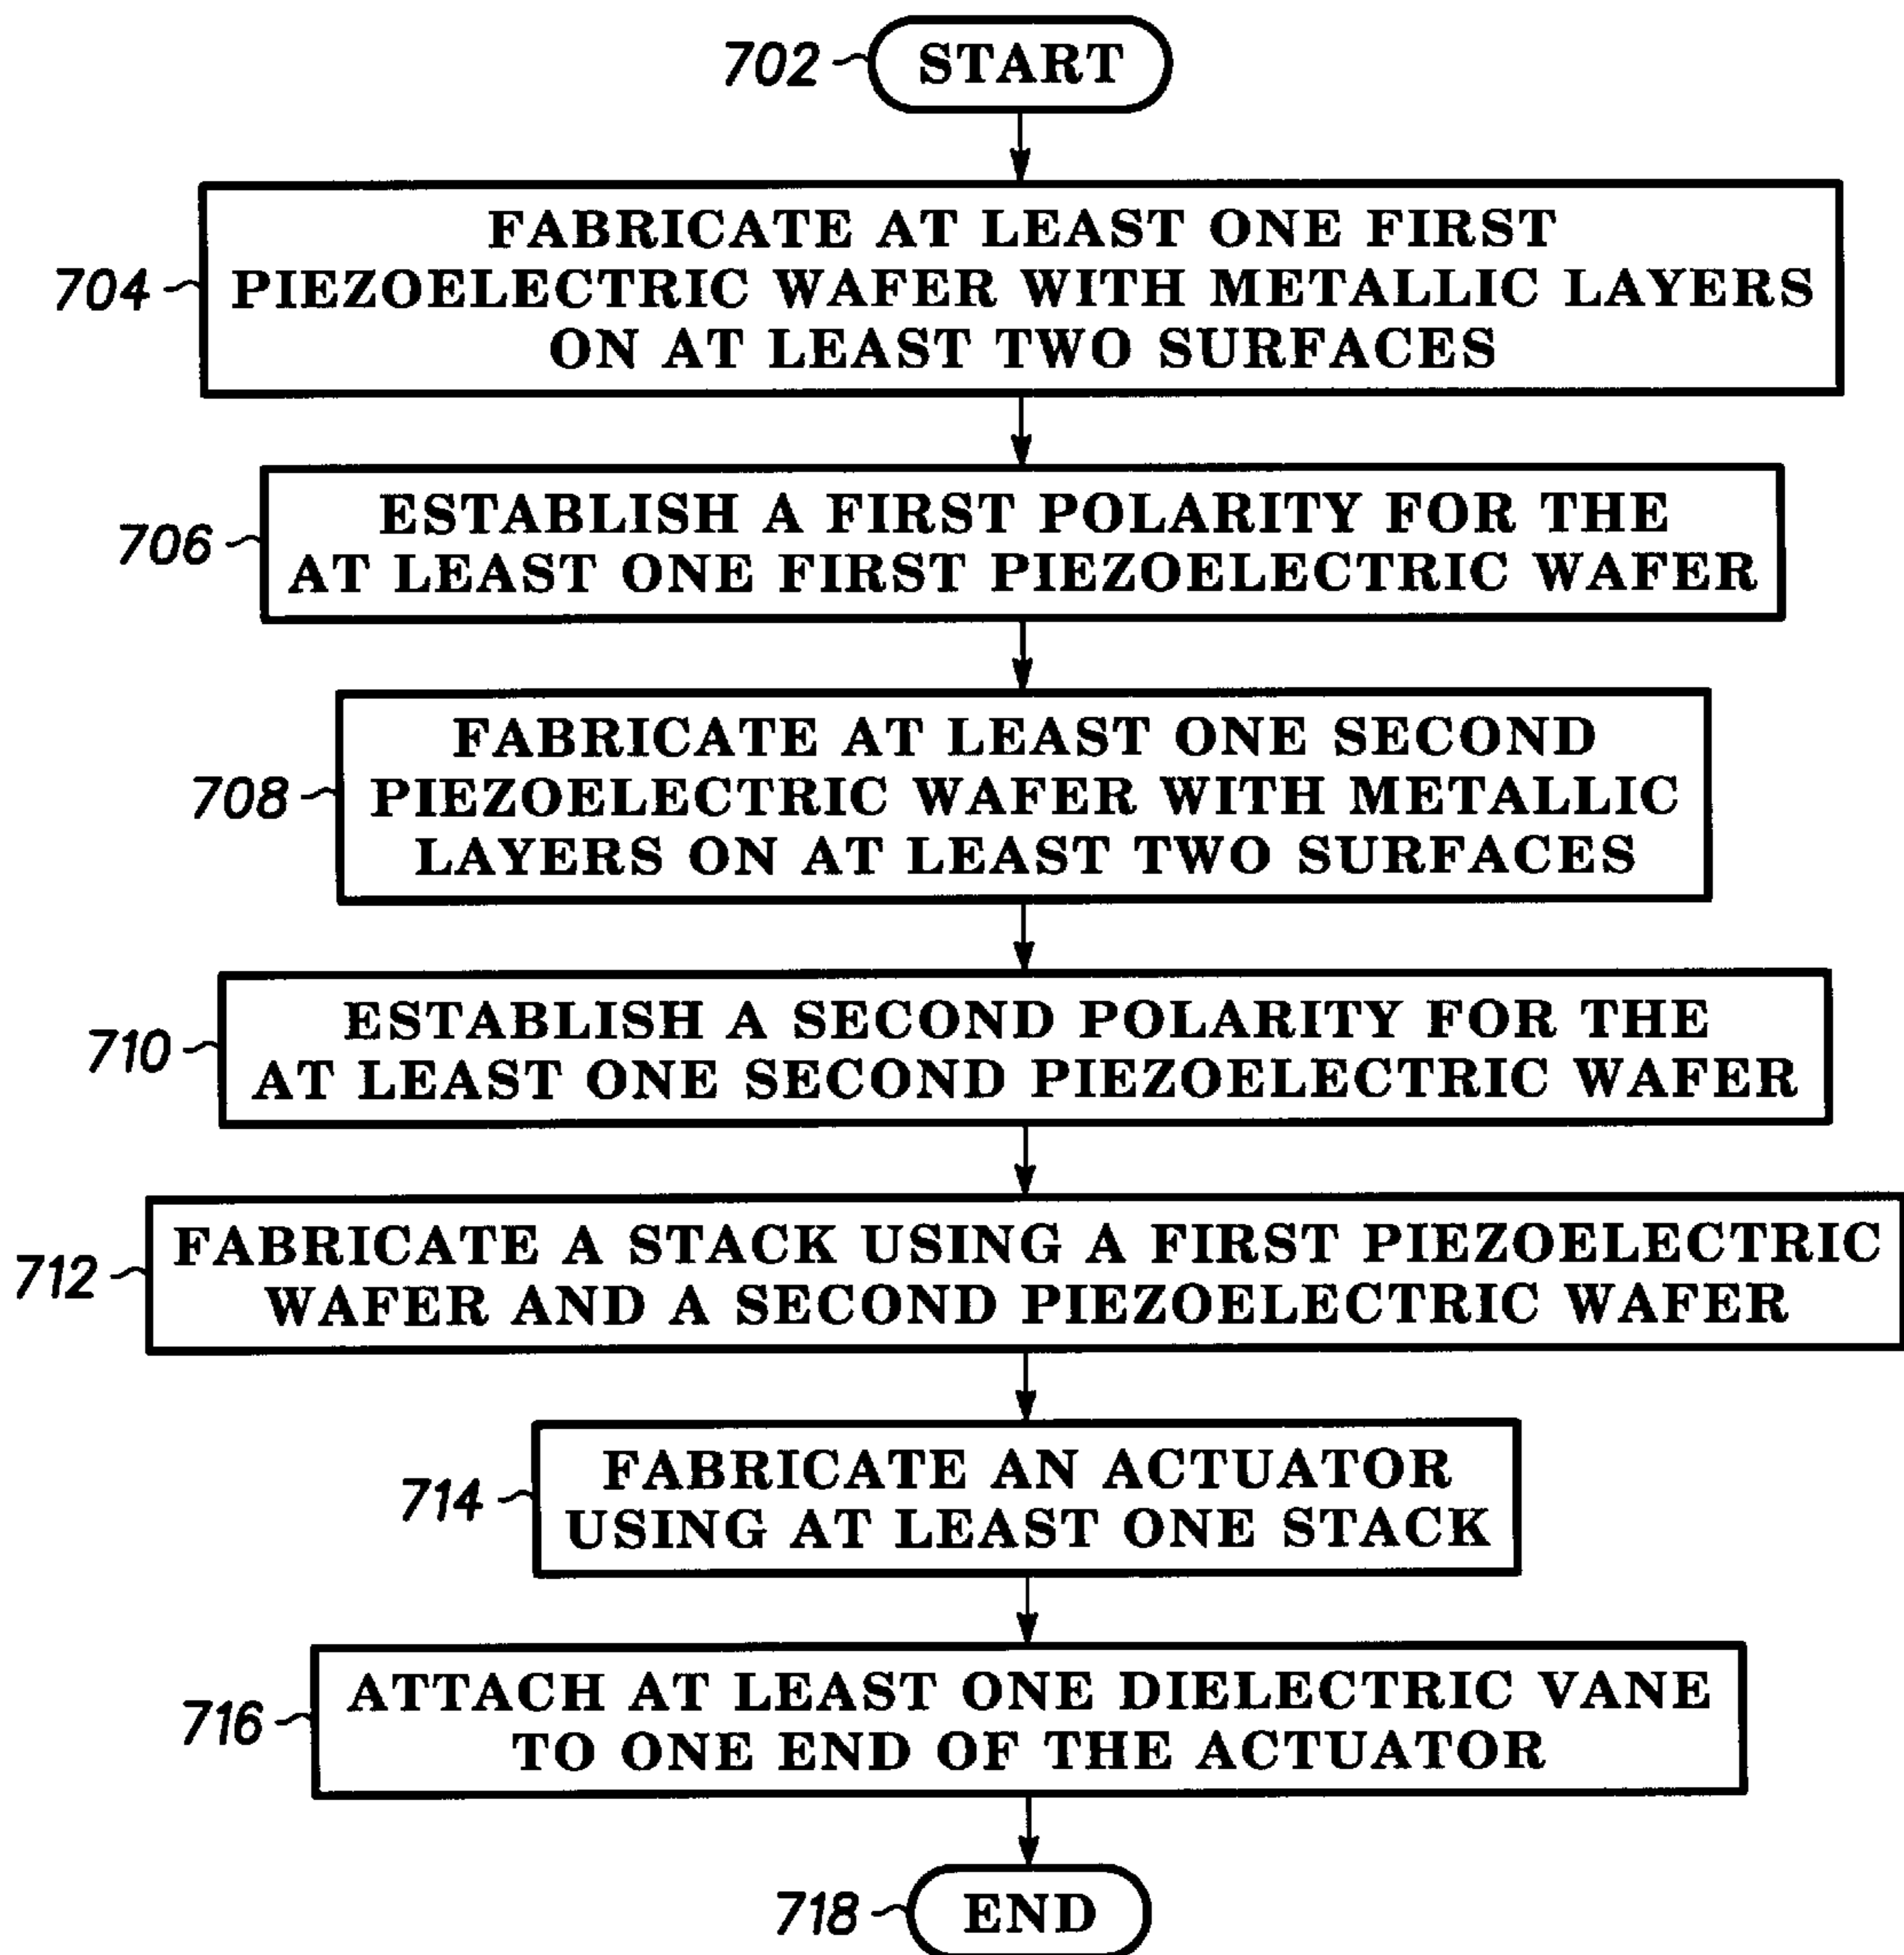 702
START
704
FABRICATE AT LEAST ONE FIRST
PIEZOELECTRIC WAFER WITH METALLIC LAYERS
ON AT LEAST TWO SURFACES
706
ESTABLISH A FIRST POLARITY FOR THE
AT LEAST ONE FIRST PIEZOELECTRIC WAFER
708
FABRICATE AT LEAST ONE SECOND
PIEZOELECTRIC WAFER WITH METALLIC
LAYERS ON AT LEAST TWO SURFACES
710
ESTABLISH A SECOND POLARITY FOR THE
AT LEAST ONE SECOND PIEZOELECTRIC WAFER
712
FABRICATE A STACK USING A FIRST PIEZOELECTRIC
WAFER AND A SECOND PIEZOELECTRIC WAFER
714
FABRICATE AN ACTUATOR
USING AT LEAST ONE STACK
716
ATTACH AT LEAST ONE DIELECTRIC VANE
TO ONE END OF THE ACTUATOR
718
END